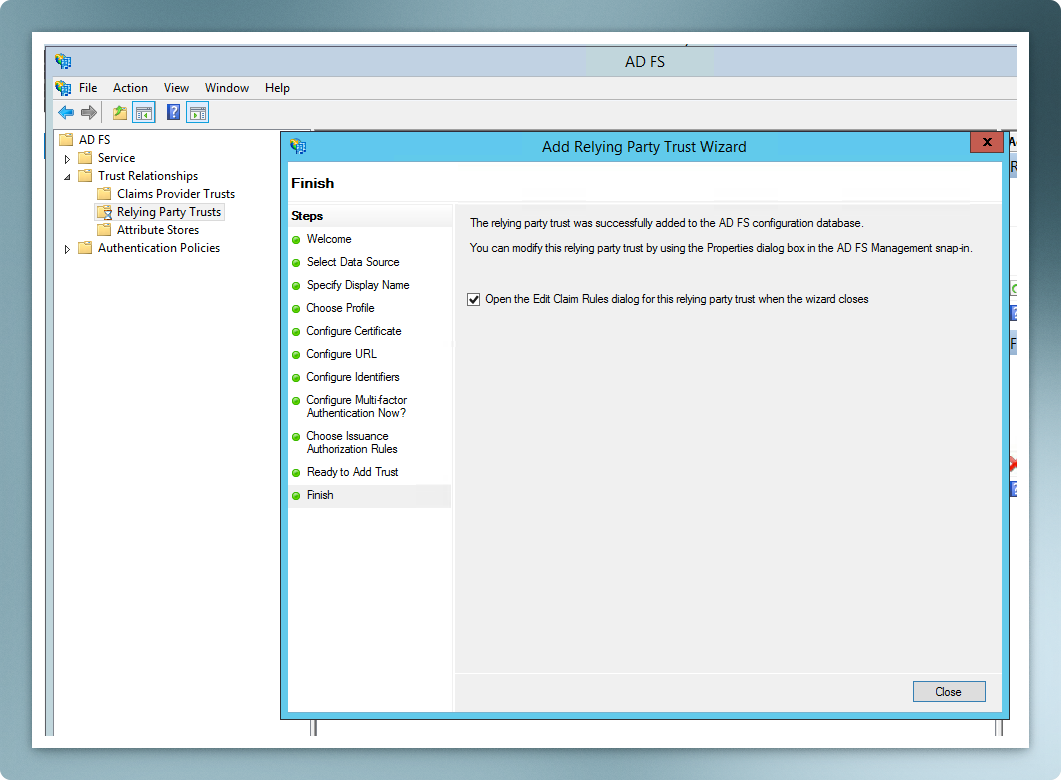 AD FS
File Action View Window Help
AD FS
Service
Trust Relationships
Claims Provider Trusts
Relying Party Trusts
Attribute Stores
Authentication Policies
Add Relying Party Trust Wizard
Finish
Steps
Welcome
Select Data Source
Specify Display Name
Choose Profile
Configure Certificate
Configure URL
Configure Identifiers
Configure Multi-factor
Authentication Now?
Choose Issuance
Authorization Rules
Ready to Add Trust
Finish
The relying party trust was successfully added to the AD FS configuration database.
You can modify this relying party trust by using the Properties dialog box in the AD FS Management snap-in.
Open the Edit Claim Rules dialog for this relying party trust when the wizard closes
Close